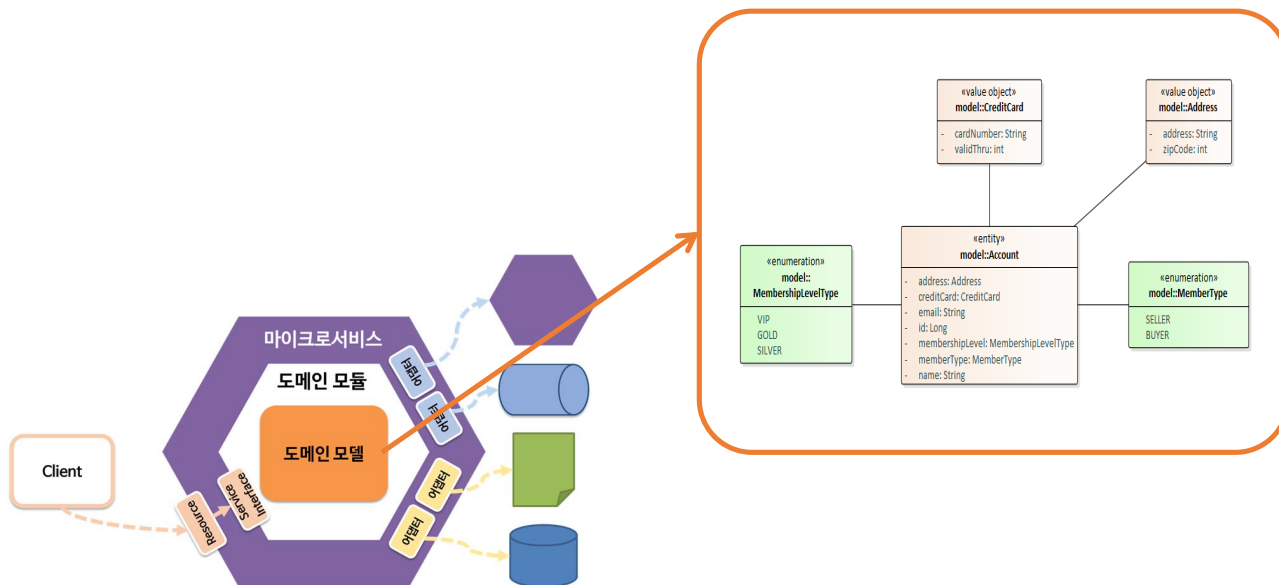 마이크로서비스
도메인 모듈
도메인 모델
Client
Resource
Service
Interface
어댑터
어댑터
어댑터
어댑터
«value object»
model::CreditCard
- cardNumber: String
- validThru: int
«value object»
model::Address
- address: String
- zipCode: int
«enumeration»
model::
MembershipLevelType
VIP
GOLD
SILVER
«entity»
model::Account
- address: Address
- creditCard: CreditCard
- email: String
- id: Long
- membershipLevel: MembershipLevelType
- memberType: MemberType
- name: String
«enumeration»
model::MemberType
SELLER
BUYER